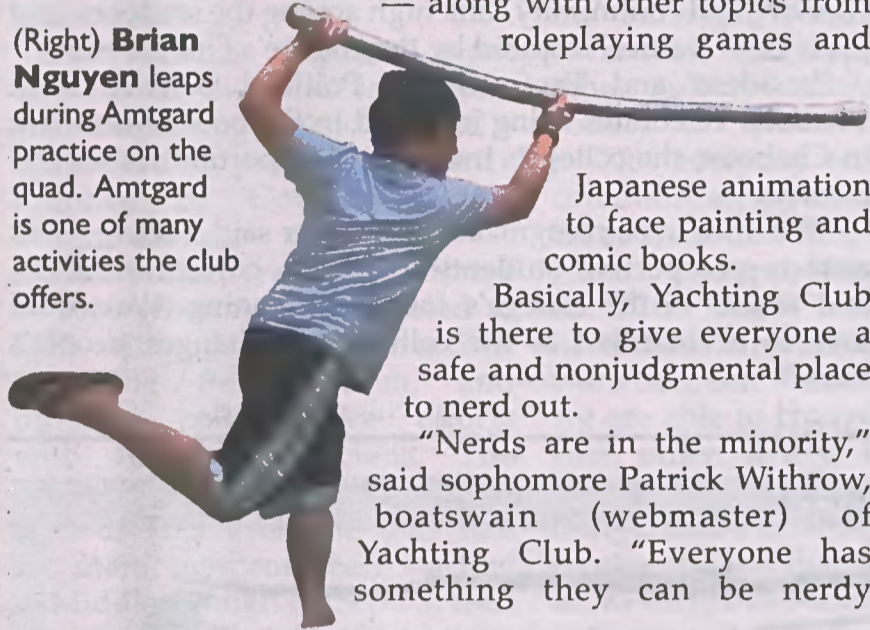 (Right) Brian
Nguyen leaps
during Amtgard
practice on the
quad. Amtgard
is one of many
activities the club
offers.
— along with other topics from
roleplaying games and
Japanese animation
to face painting and
comic books.
Basically, Yachting Club
is there to give everyone a
safe and nonjudgmental place
to nerd out.
“Nerds are in the minority,”
said sophomore Patrick Withrow,
boatswain (webmaster) of
Yachting Club. “Everyone has
something they can be nerdy